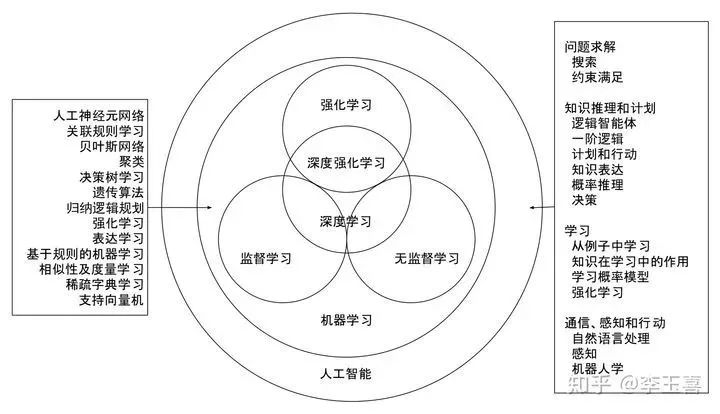 人工神经元网络
关联规则学习
贝叶斯网络
聚类
决策树学习
遗传算法
归纳逻辑规划
强化学习
表达学习
基于规则的机器学习
相似性及度量学习
稀疏字典学习
支持向量机
强化学习
深度强化学习
深度学习
监督学习
无监督学习
机器学习
人工智能
问题求解
搜索
约束满足
知识推理和计划
逻辑智能体
一阶逻辑
计划和行动
知识表达
概率推理
决策
学习
从例子中学习
知识在学习中的作用
学习概率模型
强化学习
通信、感知和行动
自然语言处理
感知
机器人学
知乎 @李玉喜